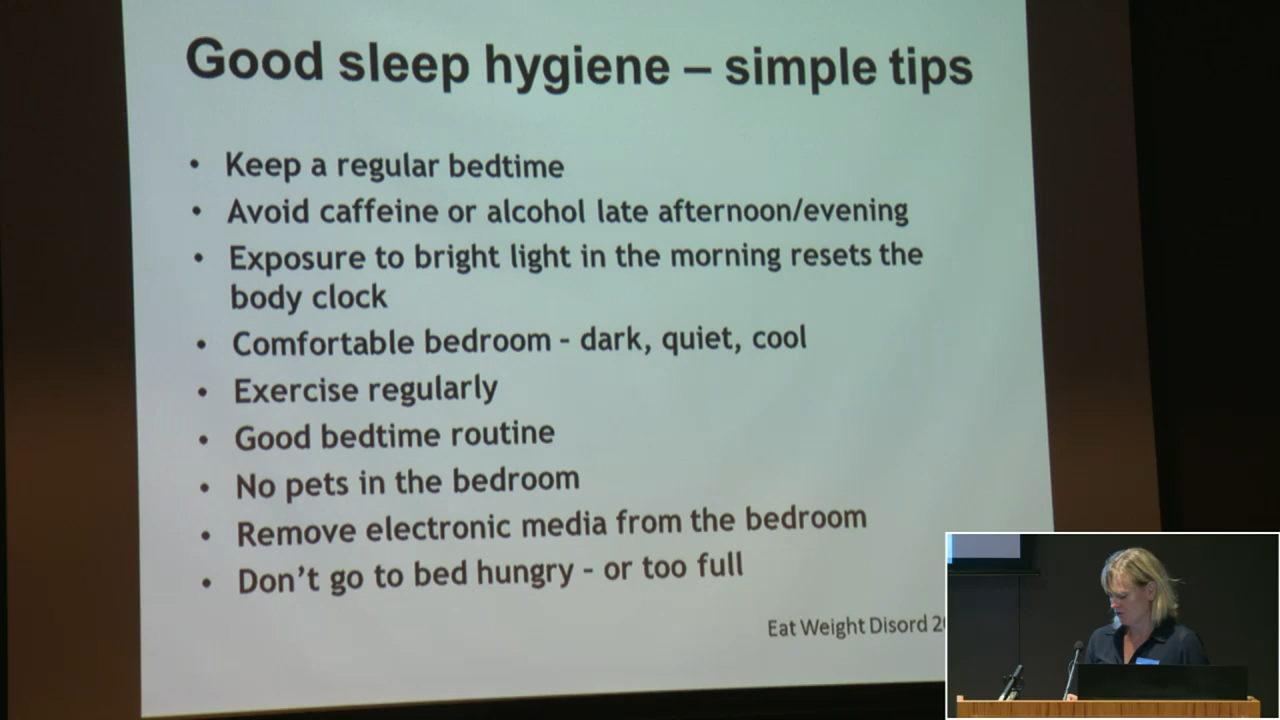 Good sleep hygiene – simple tips
• Keep a regular bedtime
• Avoid caffeine or alcohol late afternoon/evening
• Exposure to bright light in the morning resets the
body clock
• Comfortable bedroom - dark, quiet, cool
• Exercise regularly
• Good bedtime routine
• No pets in the bedroom
• Remove electronic media from the bedroom
• Don’t go to bed hungry - or too full
Eat Weight Disord